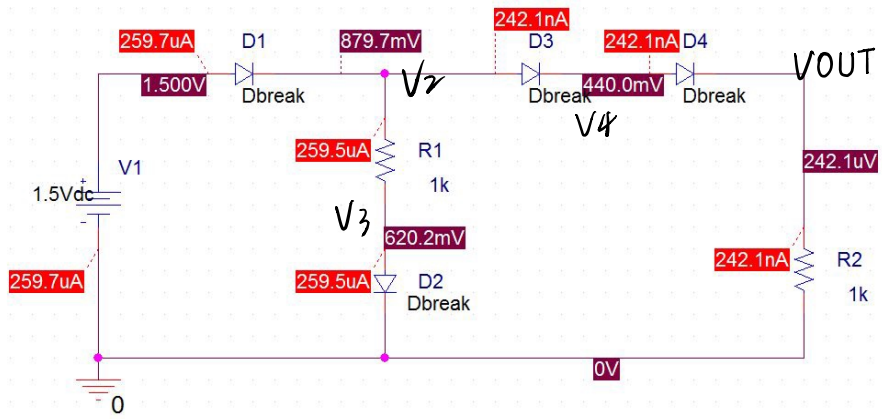 259.7uA D1 879.7mV 242.1nA D3 242.1nA D4
1.500V Dbreak V2 Dbreak 440.0mV Dbreak VOUT
V4
259.5uA R1
1k
V1
1.5Vdc
+
-
242.1uV
V3
620.2mV
259.7uA 259.5uA D2 242.1nA R2
Dbreak 1k
0V
0